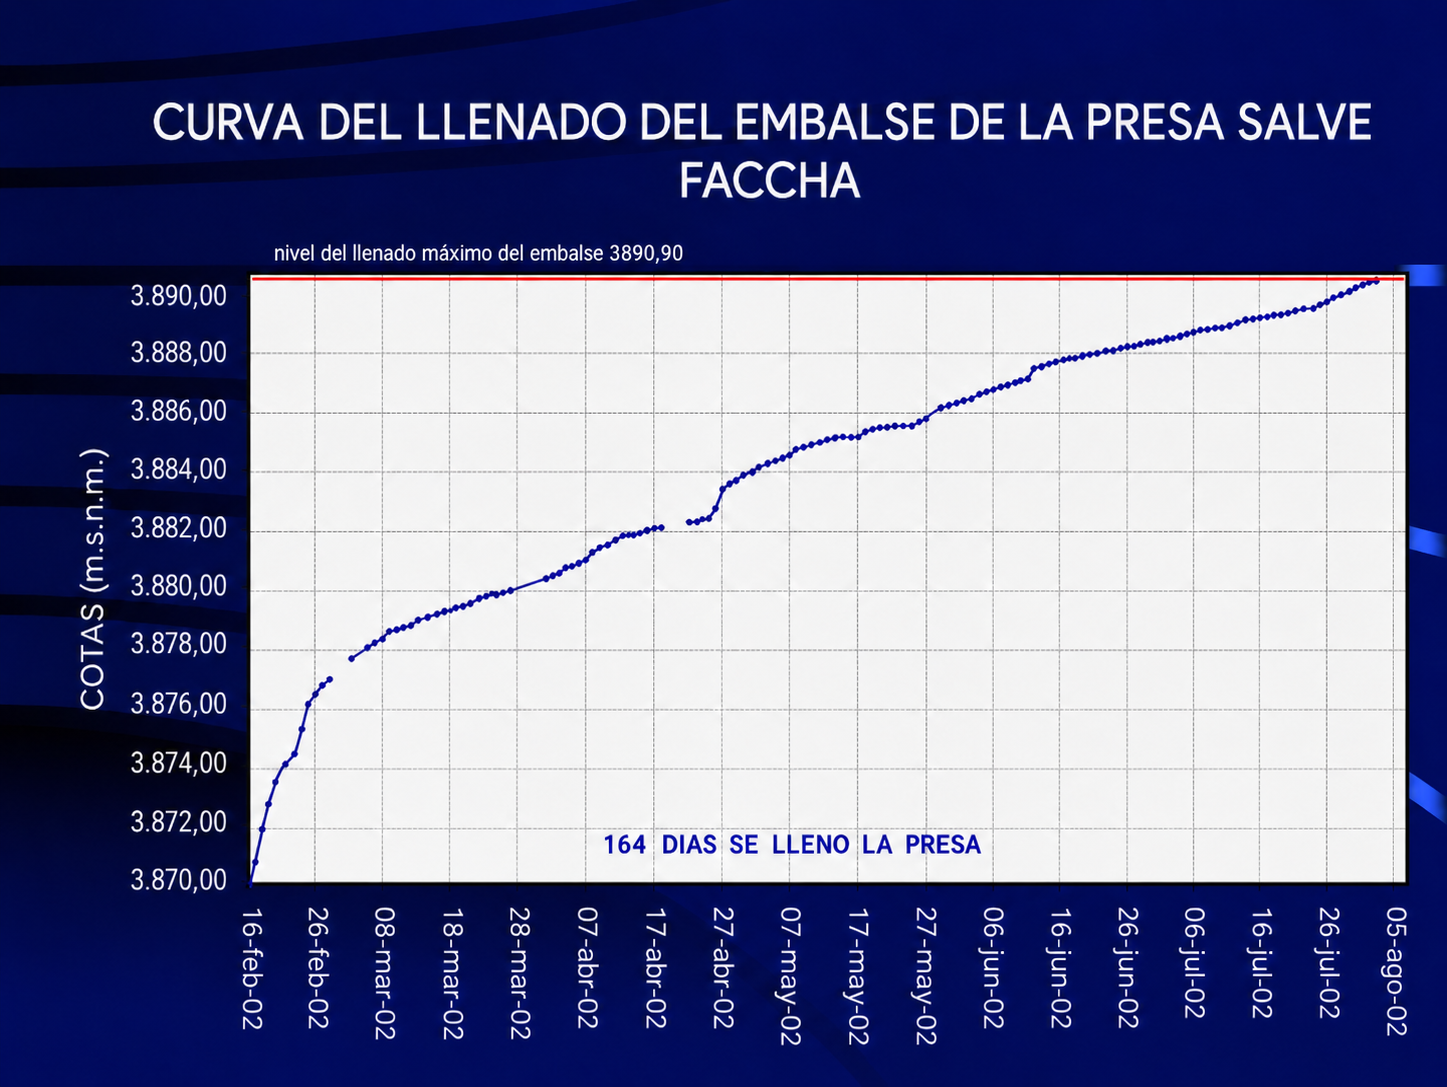 CURVA DEL LLENADO DEL EMBALSE DE LA PRESA SALVE
FACCHA
nivel del llenado máximo del embalse 3890,90
3.890,00
3.888,00
3.886,00
3.884,00
3.882,00
3.880,00
3.878,00
3.876,00
3.874,00
3.872,00
3.870,00
COTAS (m.s.n.m.)
164 DIAS SE LLENO LA PRESA
16-feb-02
26-feb-02
08-mar-02
18-mar-02
28-mar-02
07-abr-02
17-abr-02
27-abr-02
07-may-02
17-may-02
27-may-02
06-jun-02
16-jun-02
26-jun-02
06-jul-02
16-jul-02
26-jul-02
05-ago-02